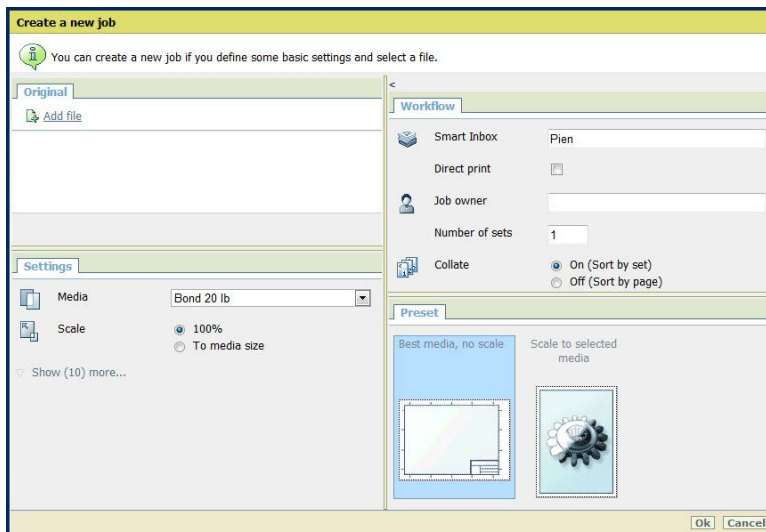 Create a new job
You can create a new job if you define some basic settings and select a file.
Original
Add file
Settings
Media
Bond 20 lb
Scale
100%
To media size
Show (10) more...
<
Workflow
Smart Inbox
Pien
Direct print
Job owner
Number of sets
1
Collate
On (Sort by set)
Off (Sort by page)
Preset
Best media, no scale
Scale to selected
media
Ok
Cancel